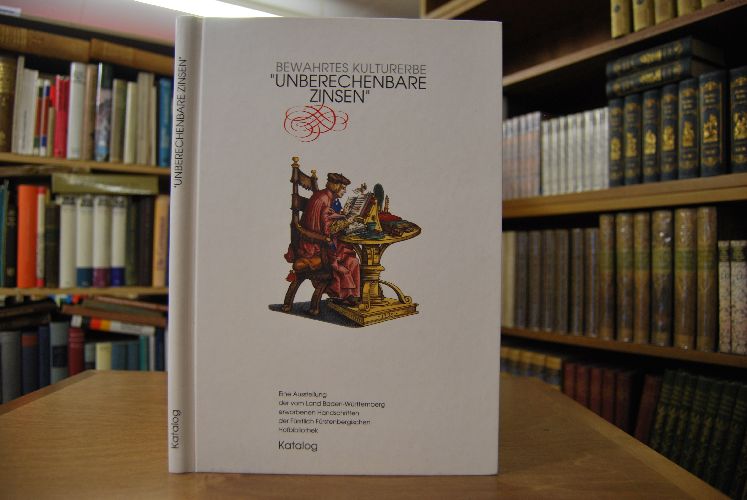 BEWAHRTES KULTURERBE
"UNBERECHENBARE
ZINSEN"
Eine Ausstellung
der vom Land Baden-Württemberg
erworbenen Handschriften
der Fürstlich Fürstenbergischen
Hofbibliothek
Katalog
"UNBERECHENBARE ZINSEN"
Katalog